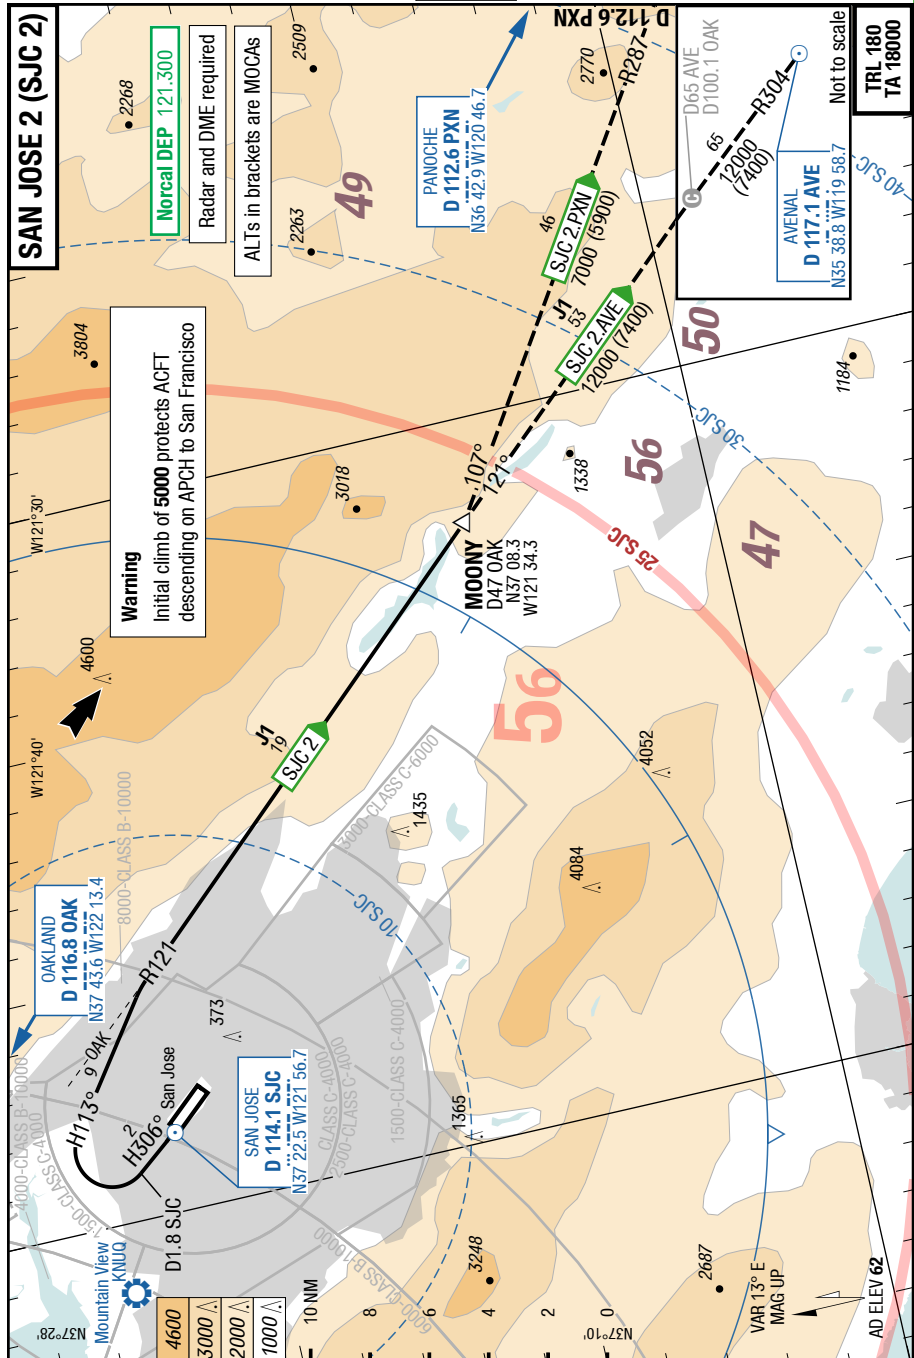 SAN JOSE 2 (SJC 2)
Norcal DEP 121.300
Radar and DME required
ALTs in brackets are MOCAs
Warning
Initial climb of 5000 protects ACFT
descending on APCH to San Francisco
2268
2509
2263
49
3804
3018
4600
W121°30'
W121°40'
PANOCHE
D 112.6 PXN
N36 42.9 W120 46.7
D 112.6 PXN
2770
R287
46
SJC 2.PXN
7000 (5900)
J1
53
SJC 2.AVE
12000 (7400)
107°
121°
D65 AVE
D100.1 OAK
R304
65
12000
(7400)
AVENAL
D 117.1 AVE
N35 38.8 W119 58.7
Not to scale
TRL 180
TA 18000
40 SJC
30 SJC
25 SJC
10 SJC
50
56
47
56
1184
1338
MOONY
D47 OAK
N37 08.3
W121 34.3
J1
19
SJC 2
8000-CLASS B-10000
3000-CLASS C-6000
1435
4052
4084
OAKLAND
D 116.8 OAK
N37 43.6 W122 13.4
R121
9 OAK
H113°
2
H306°
San Jose
373
SAN JOSE
D 114.1 SJC
N37 22.5 W121 56.7
D1.8 SJC
4000-CLASS B-10000
1500-CLASS C-4000
CLASS C-4000
2500-CLASS C-4000
1500-CLASS C-4000
6000-CLASS B-10000
1365
3248
2687
Mountain View
KNUQ
N37°28'
N37°10'
4600
3000
2000
1000
10 NM
8
6
4
2
0
VAR 13° E
MAG UP
AD ELEV 62